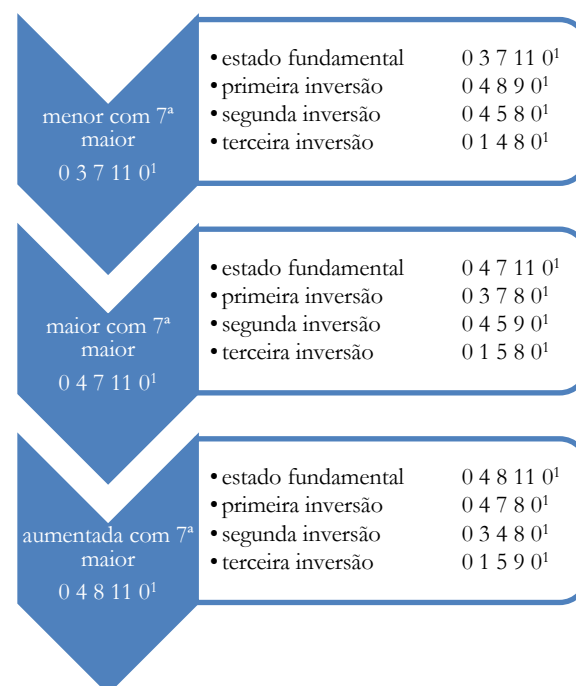 menor com 7ª
maior
0 3 7 11 0¹
• estado fundamental 0 3 7 11 0¹
• primeira inversão 0 4 8 9 0¹
• segunda inversão 0 4 5 8 0¹
• terceira inversão 0 1 4 8 0¹
maior com 7ª
maior
0 4 7 11 0¹
• estado fundamental 0 4 7 11 0¹
• primeira inversão 0 3 7 8 0¹
• segunda inversão 0 4 5 9 0¹
• terceira inversão 0 1 5 8 0¹
aumentada com 7ª
maior
0 4 8 11 0¹
• estado fundamental 0 4 8 11 0¹
• primeira inversão 0 4 7 8 0¹
• segunda inversão 0 3 4 8 0¹
• terceira inversão 0 1 5 9 0¹